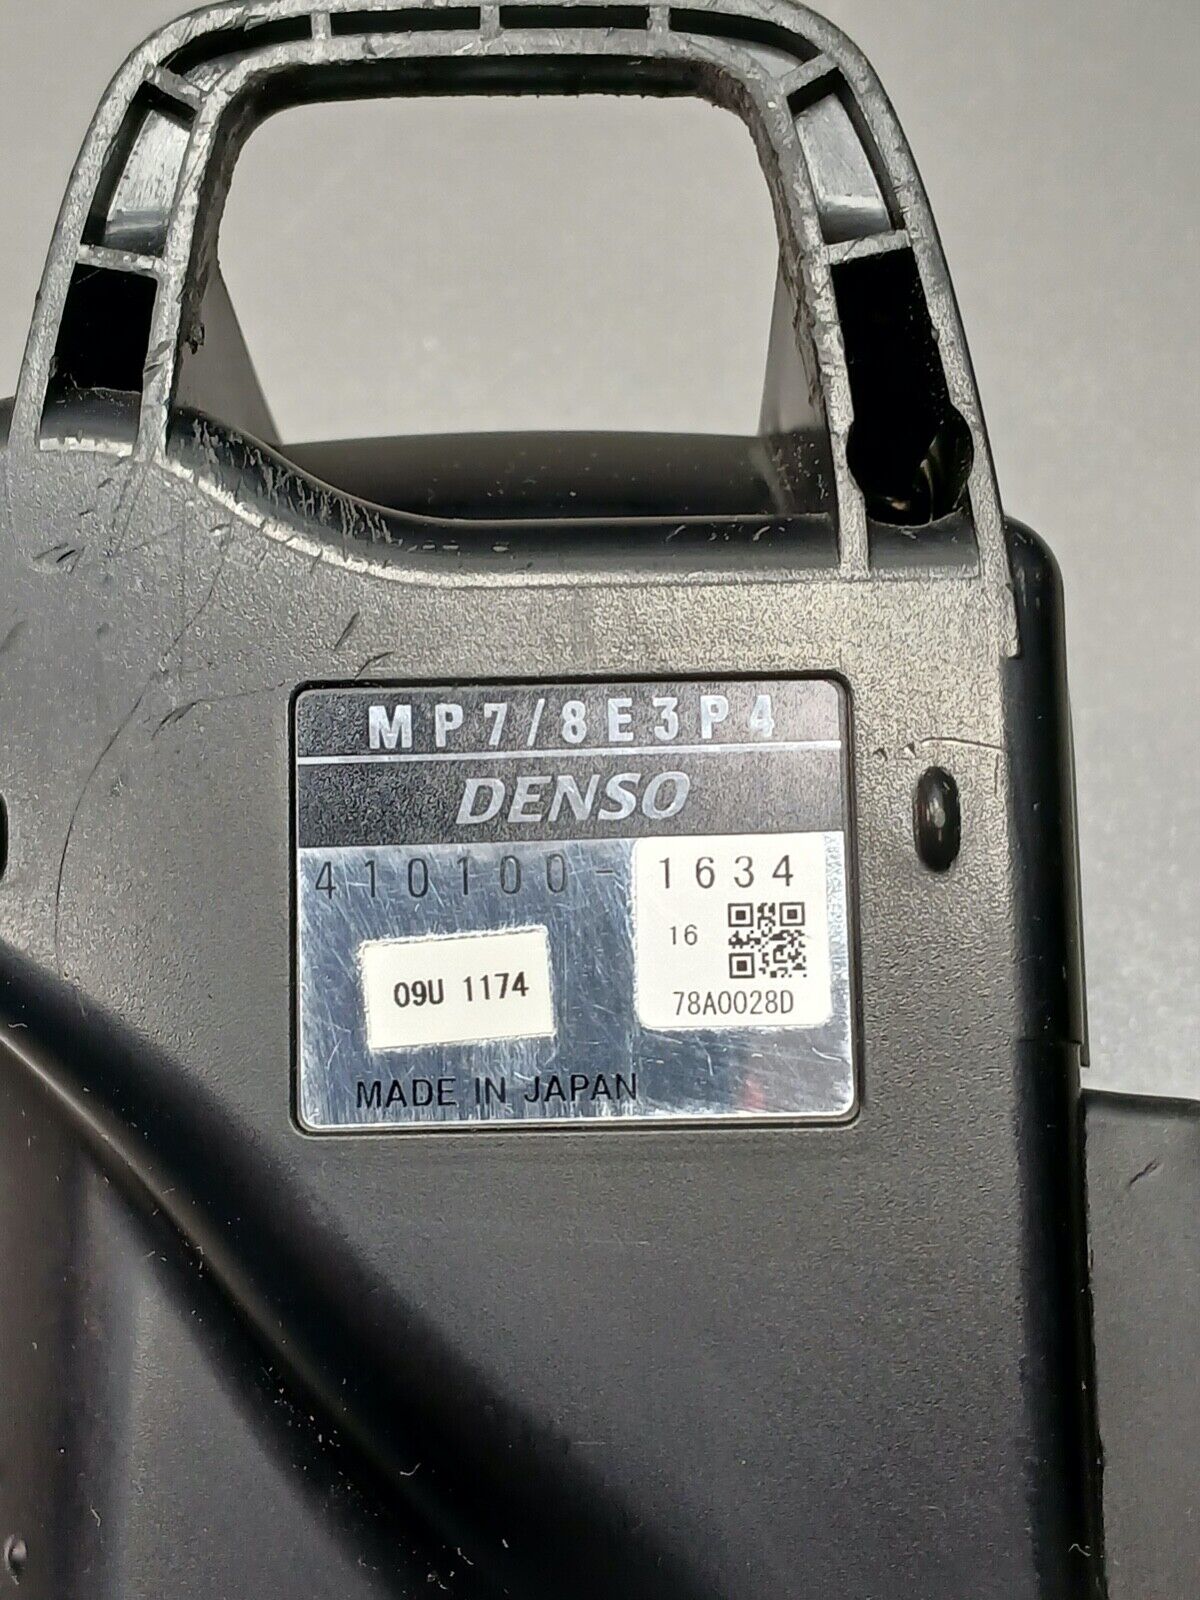 MP7/8E3P4
DENSO
410100-1634
16
09U 1174
78A0028D
MADE IN JAPAN